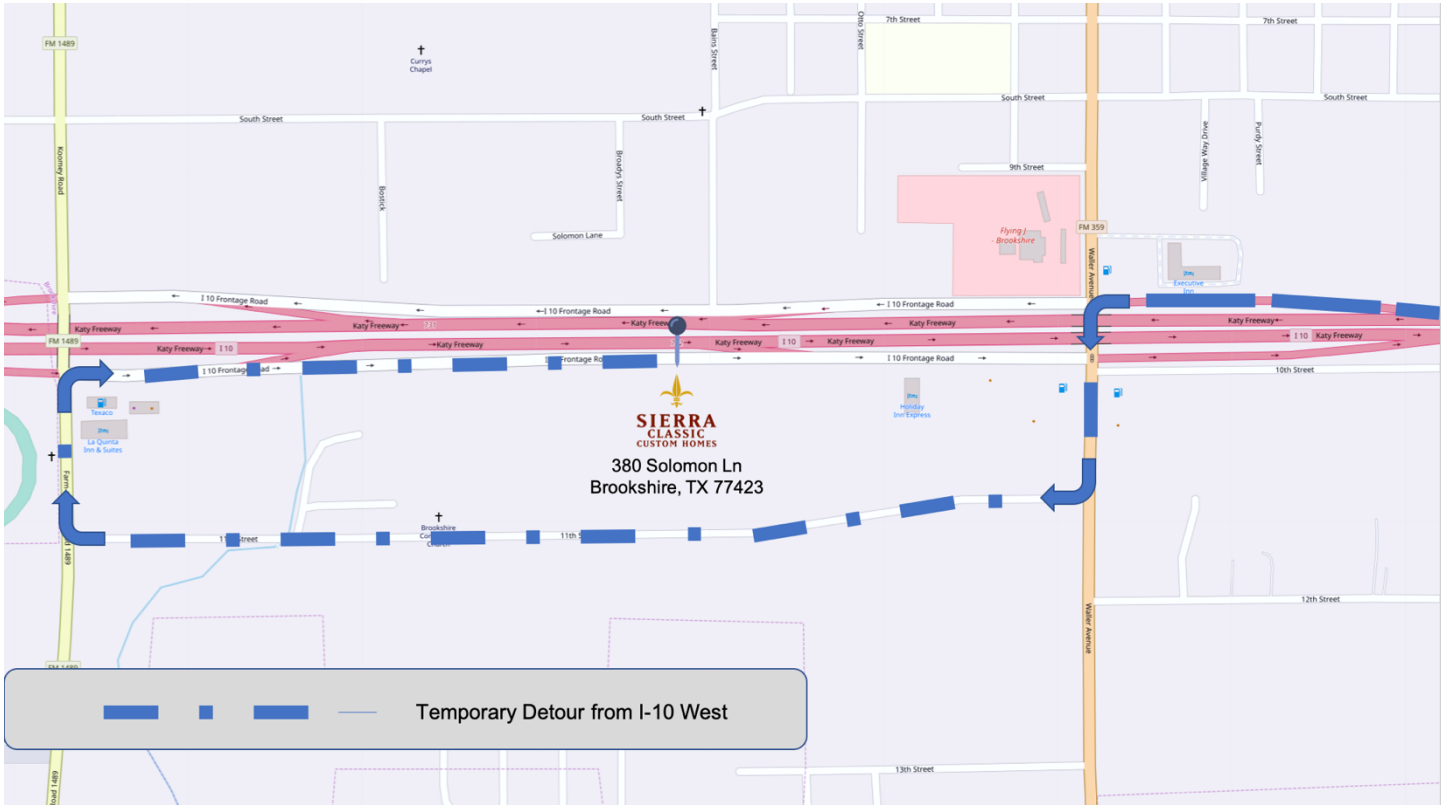 7th Street
7th Street
FM 1489
Bains Street
Otto Street
Currys
Chapel
South Street
South Street
South Street
South Street
Koomey Road
Bostick
Broadys Street
9th Street
Village Way Drive
Purdy Street
Solomon Lane
Flying J
- Brookshire
FM 359
Waller Avenue
Executive
Inn
I 10 Frontage Road
I 10 Frontage Road
I 10 Frontage Road
Katy Freeway
Katy Freeway
731
Katy Freeway
Katy Freeway
FM 1489
Katy Freeway
I 10
Katy Freeway
Katy Freeway
I 10
Katy Freeway
I 10
Katy Freeway
I 10 Frontage Road
I 10 Frontage Road
10th Street
Texaco
La Quinta
Inn & Suites
Holiday
Inn Express
SIERRA
CLASSIC
CUSTOM HOMES
380 Solomon Ln
Brookshire, TX 77423
Brookshire
11th
12th Street
Waller Avenue
FM 1489
Temporary Detour from I-10 West
13th Street